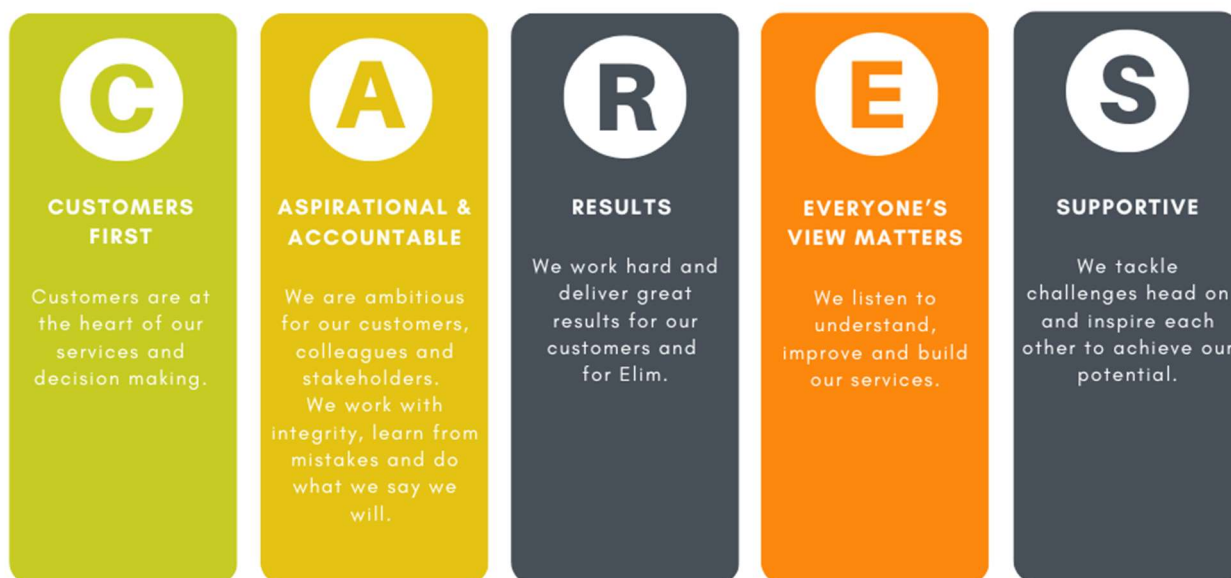 C
CUSTOMERS
FIRST
Customers are at
the heart of our
services and
decision making.
A
ASPIRATIONAL &
ACCOUNTABLE
We are ambitious
for our customers,
colleagues and
stakeholders.
We work with
integrity, learn from
mistakes and do
what we say we
will.
R
RESULTS
We work hard and
deliver great
results for our
customers and
for Elim.
E
EVERYONE’S
VIEW MATTERS
We listen to
understand,
improve and build
our services.
S
SUPPORTIVE
We tackle
challenges head on
and inspire each
other to achieve our
potential.